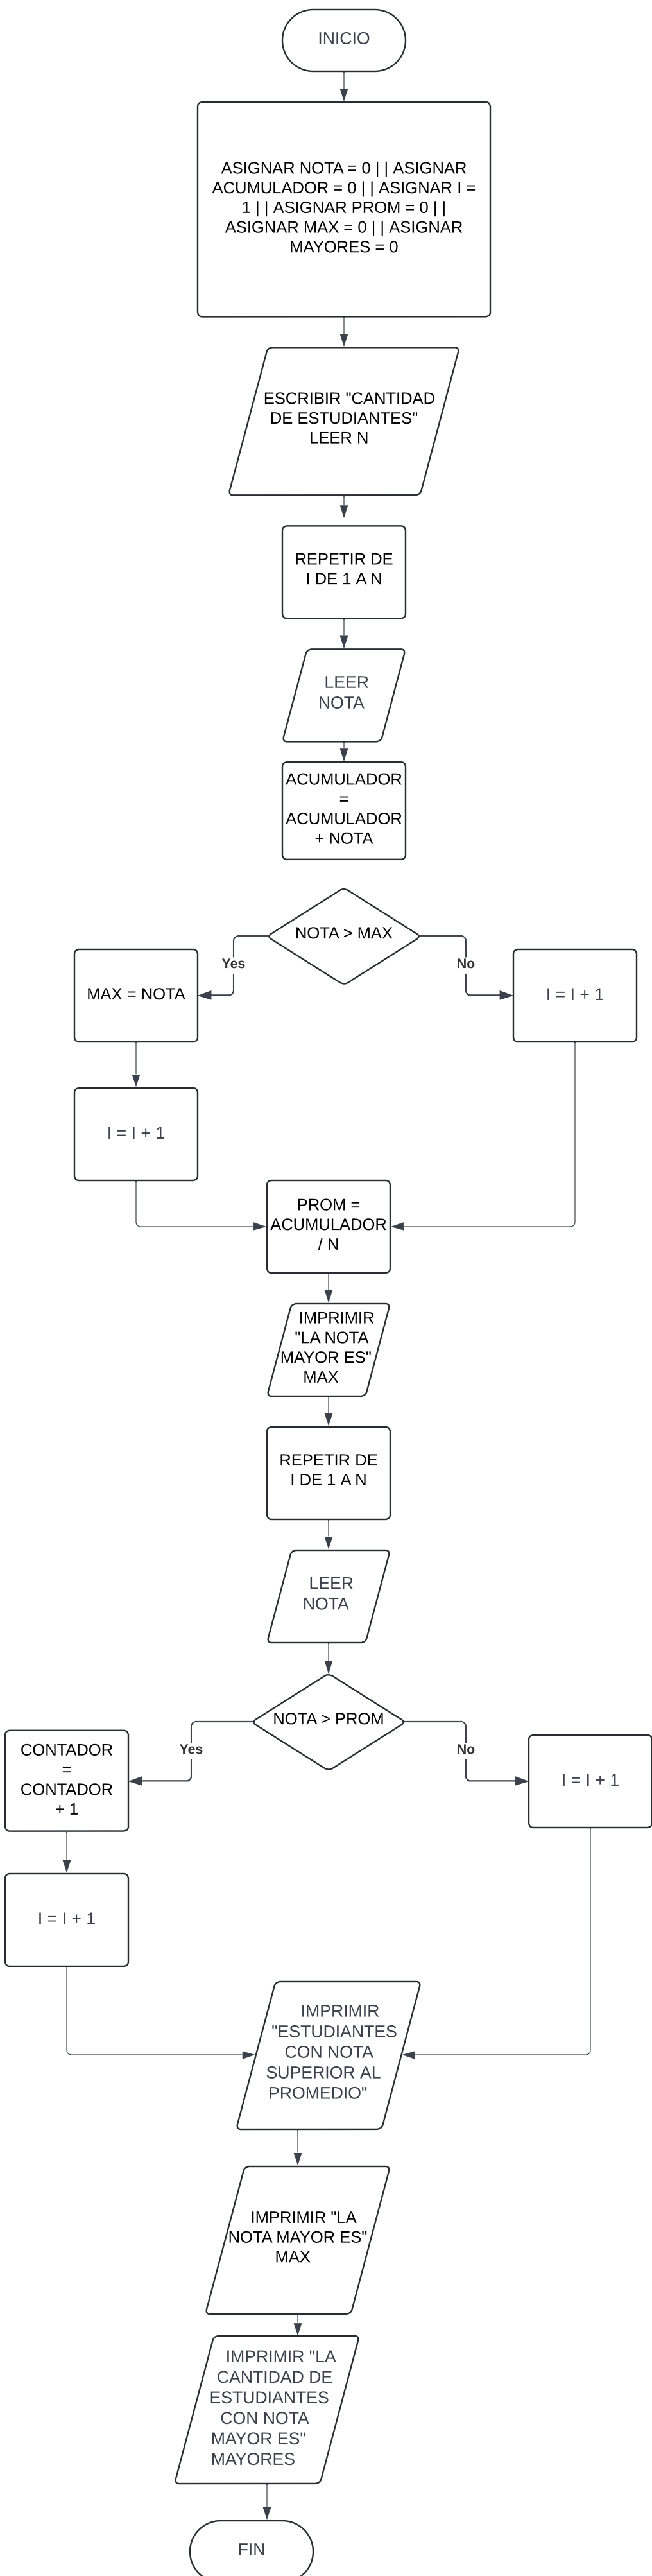 INICIO
ASIGNAR NOTA = 0 | | ASIGNAR
ACUMULADOR = 0 | | ASIGNAR I =
1 | | ASIGNAR PROM = 0 | |
ASIGNAR MAX = 0 | | ASIGNAR
MAYORES = 0
ESCRIBIR "CANTIDAD
DE ESTUDIANTES"
LEER N
REPETIR DE
I DE 1 A N
LEER
NOTA
ACUMULADOR
=
ACUMULADOR
+ NOTA
NOTA > MAX
Yes
No
MAX = NOTA
I = I + 1
I = I + 1
PROM =
ACUMULADOR
/ N
IMPRIMIR
"LA NOTA
MAYOR ES"
MAX
REPETIR DE
I DE 1 A N
LEER
NOTA
NOTA > PROM
Yes
No
CONTADOR
=
CONTADOR
+ 1
I = I + 1
I = I + 1
IMPRIMIR
"ESTUDIANTES
CON NOTA
SUPERIOR AL
PROMEDIO"
IMPRIMIR "LA
NOTA MAYOR ES"
MAX
IMPRIMIR "LA
CANTIDAD DE
ESTUDIANTES
CON NOTA
MAYOR ES"
MAYORES
FIN